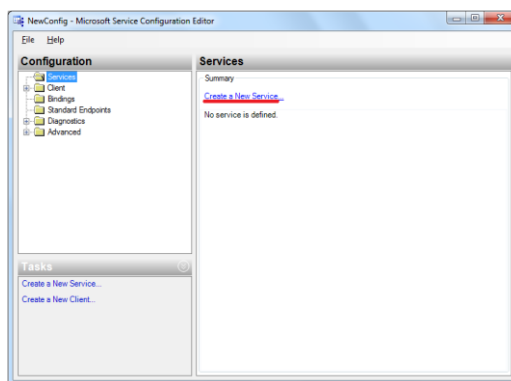 NewConfig - Microsoft Service Configuration Editor
File Help
Configuration
Services
Client
Bindings
Standard Endpoints
Diagnostics
Advanced
Services
Summary
Create a New Service...
No service is defined.
Tasks
Create a New Service...
Create a New Client...